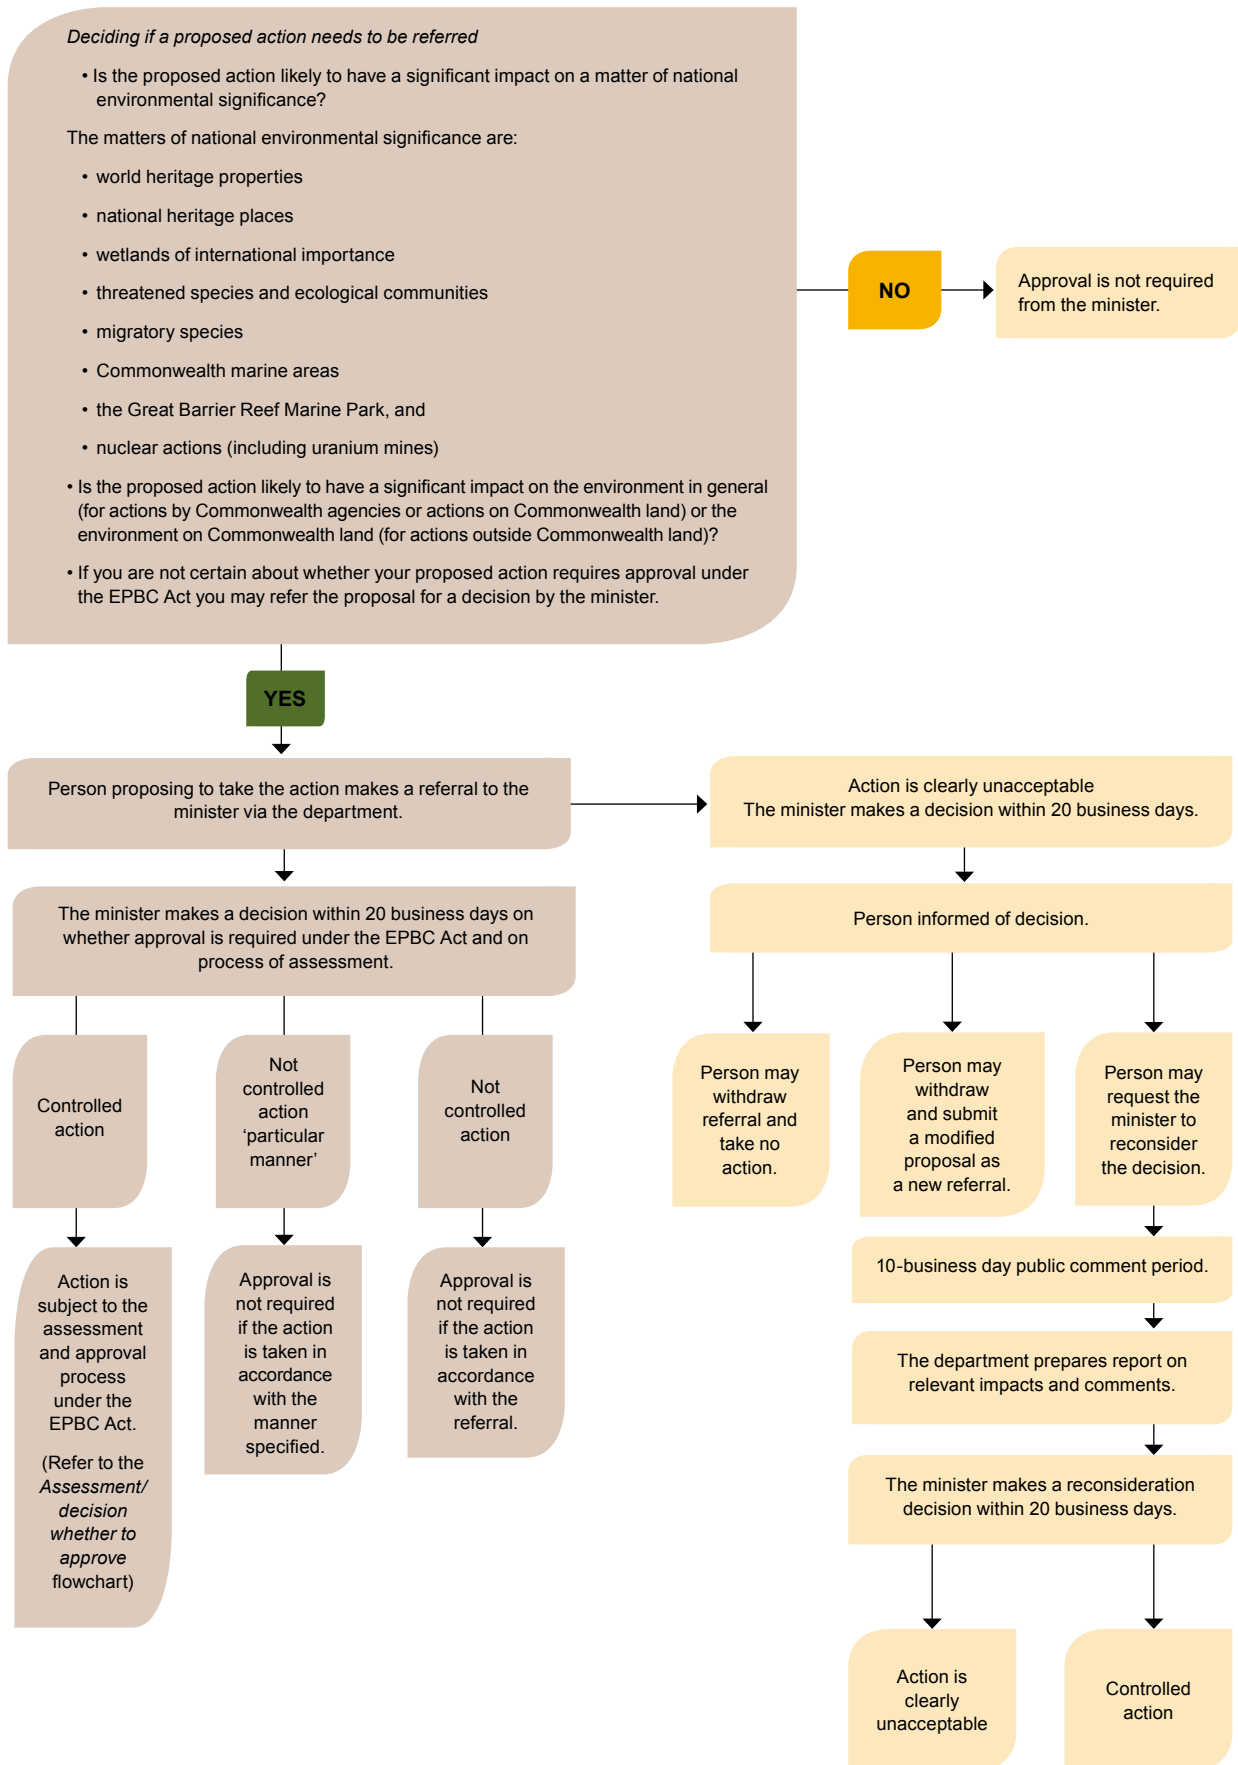 Deciding if a proposed action needs to be referred
• Is the proposed action likely to have a significant impact on a matter of national
environmental significance?
The matters of national environmental significance are:
• world heritage properties
• national heritage places
• wetlands of international importance
• threatened species and ecological communities
• migratory species
• Commonwealth marine areas
• the Great Barrier Reef Marine Park, and
• nuclear actions (including uranium mines)
• Is the proposed action likely to have a significant impact on the environment in general
(for actions by Commonwealth agencies or actions on Commonwealth land) or the
environment on Commonwealth land (for actions outside Commonwealth land)?
• If you are not certain about whether your proposed action requires approval under
the EPBC Act you may refer the proposal for a decision by the minister.
NO
Approval is not required
from the minister.
YES
Person proposing to take the action makes a referral to the
minister via the department.
Action is clearly unacceptable
The minister makes a decision within 20 business days.
The minister makes a decision within 20 business days on
whether approval is required under the EPBC Act and on
process of assessment.
Person informed of decision.
Controlled
action
Not
controlled
action
‘particular
manner’
Not
controlled
action
Person may
withdraw
referral and
take no
action.
Person may
withdraw
and submit
a modified
proposal as
a new referral.
Person may
request the
minister to
reconsider
the decision.
Action is
subject to the
assessment
and approval
process
under the
EPBC Act.
(Refer to the
Assessment/
decision
whether to
approve
flowchart)
Approval is
not required
if the action
is taken in
accordance
with the
manner
specified.
Approval is
not required
if the action
is taken in
accordance
with the
referral.
10-business day public comment period.
The department prepares report on
relevant impacts and comments.
The minister makes a reconsideration
decision within 20 business days.
Action is
clearly
unacceptable
Controlled
action